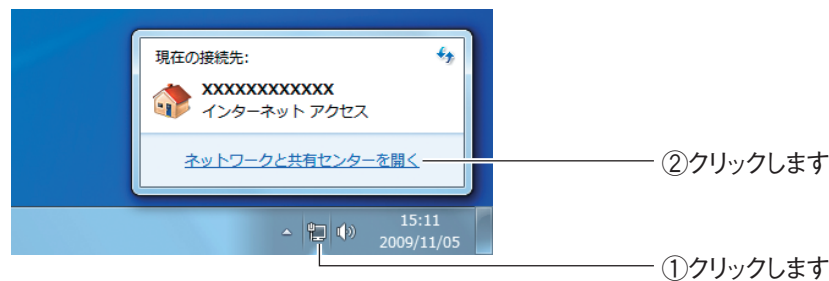 現在の接続先:
XXXXXXXXXXXX
インターネット アクセス
ネットワークと共有センターを開く
②クリックします
15:11
2009/11/05
①クリックします